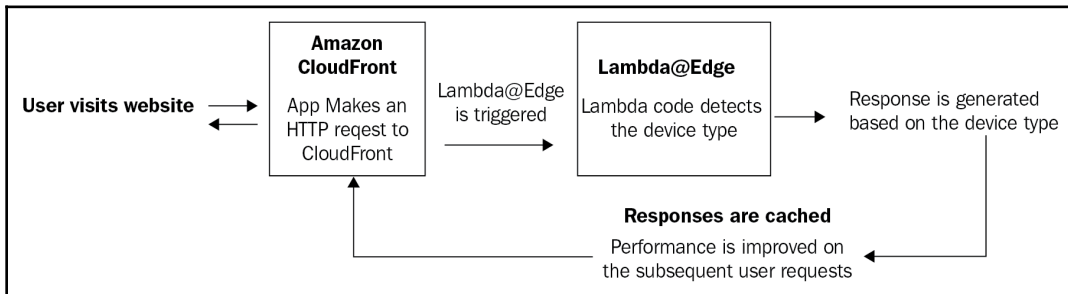 User visits website
Amazon
CloudFront
App Makes an
HTTP reqest to
CloudFront
Lambda@Edge
is triggered
Lambda@Edge
Lambda code detects
the device type
Response is generated
based on the device type
Responses are cached
Performance is improved on
the subsequent user requests